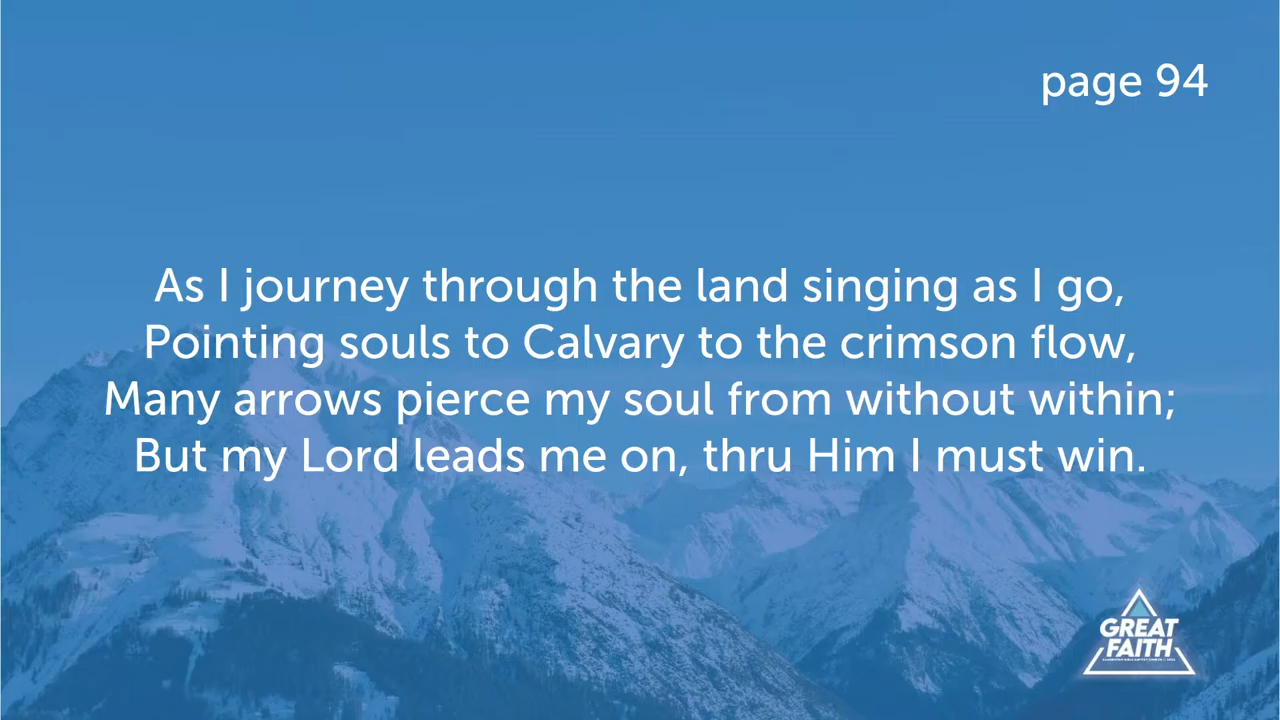 page 94
As I journey through the land singing as I go,
Pointing souls to Calvary to the crimson flow,
Many arrows pierce my soul from without within;
But my Lord leads me on, thru Him I must win.
GREAT
FAITH